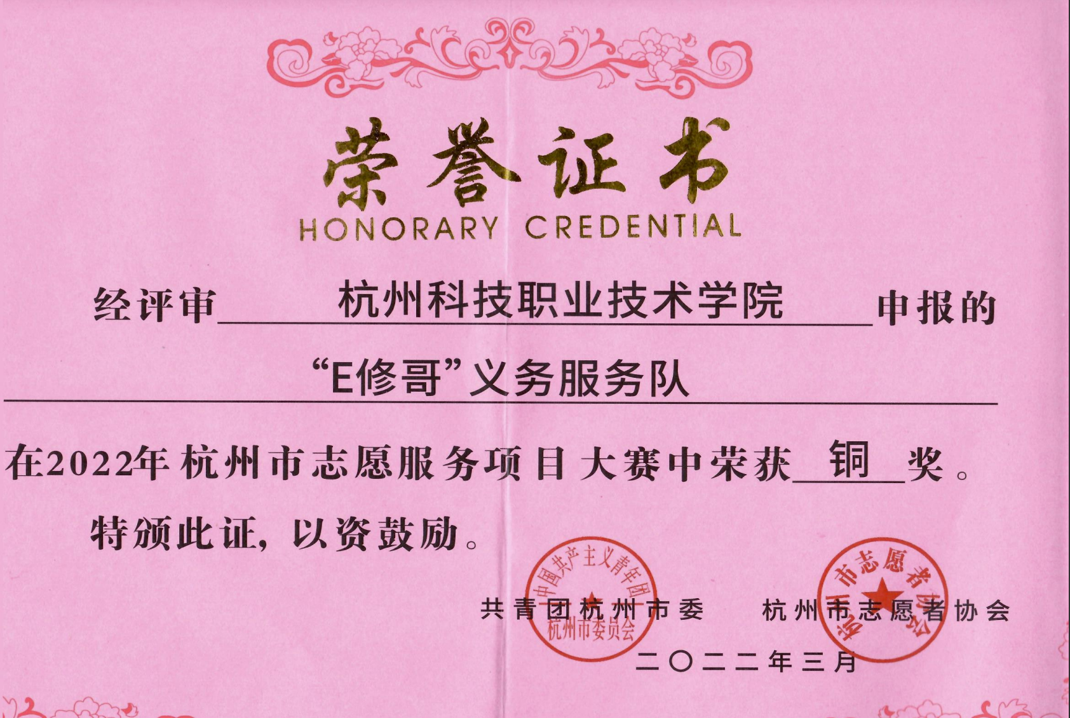 荣誉证书
HONORARY CREDENTIAL
经评审 杭州科技职业技术学院 申报的
“E修哥”义务服务队
在2022年杭州市志愿服务项目大赛中荣获 铜 奖。
特颁此证，以资鼓励。
中国共产主义青年团
杭州市委员会
杭州市志愿者协会
共青团杭州市委 杭州市志愿者协会
二〇二二年三月